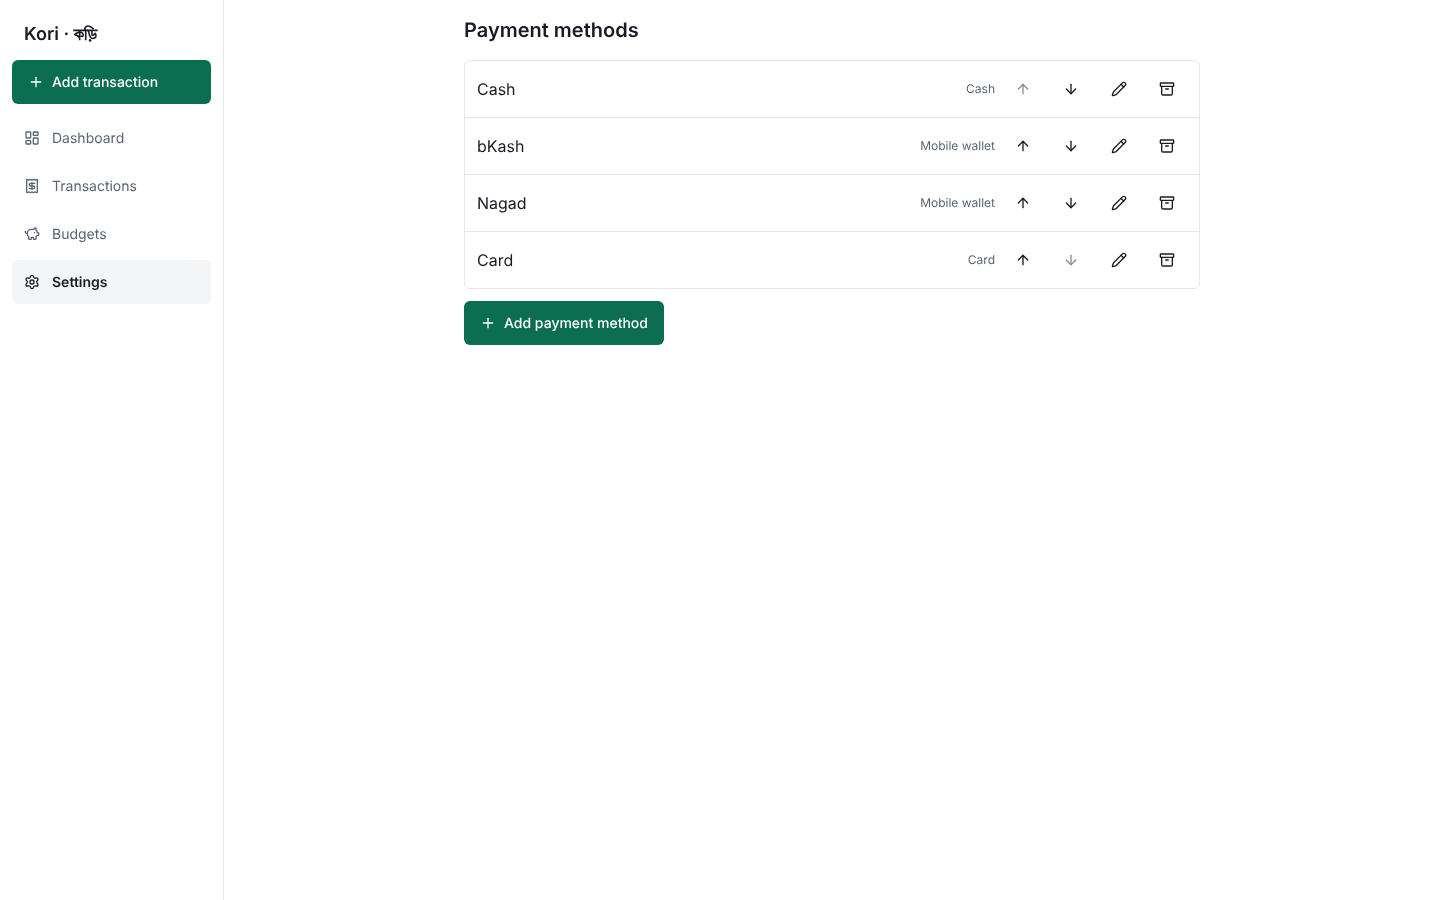 Kori · কড়ি
Add transaction
Dashboard
Transactions
Budgets
Settings
Payment methods
Cash Cash
bKash Mobile wallet
Nagad Mobile wallet
Card Card
Add payment method